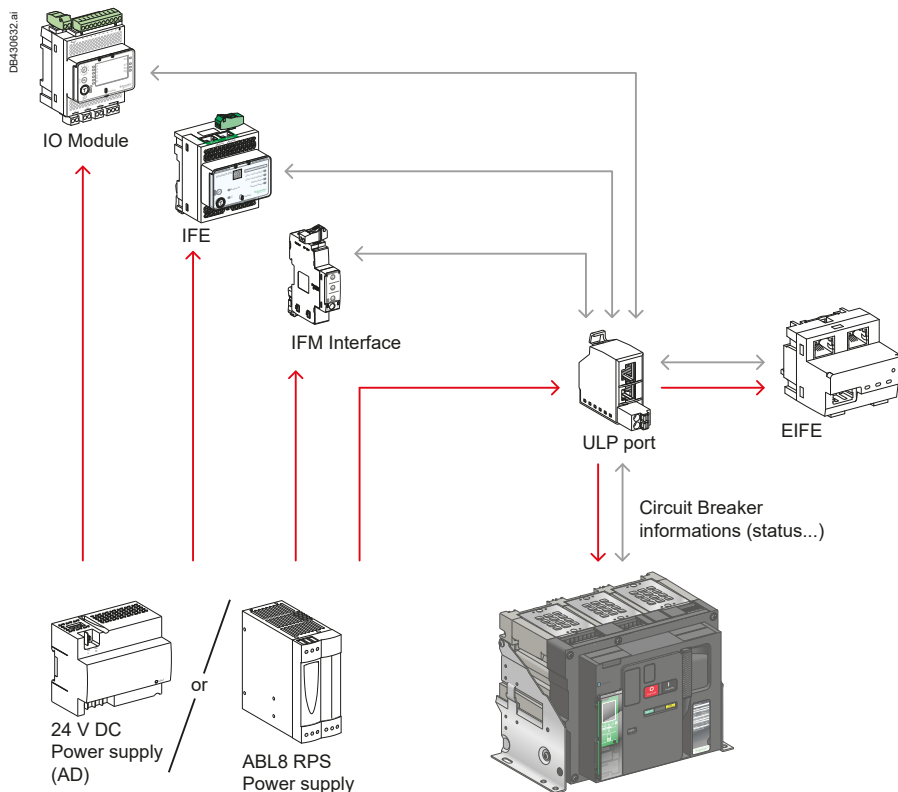 DB430632.ai
IO Module
IFE
IFM Interface
ULP port
EIFE
Circuit Breaker
informations (status...)
or
24 V DC
Power supply
(AD)
ABL8 RPS
Power supply